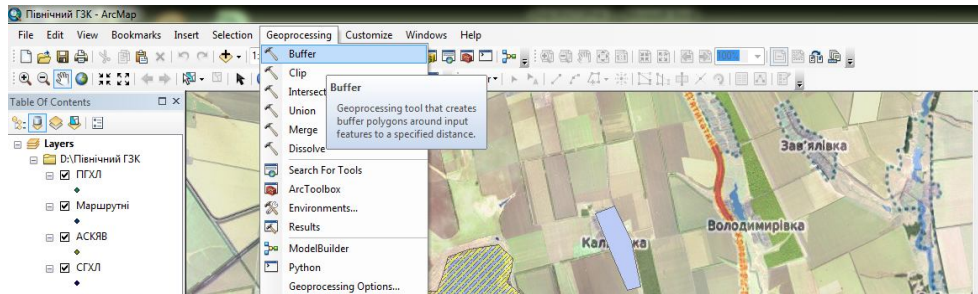 Північний ГЗК - ArcMap
File Edit View Bookmarks Insert Selection Geoprocessing Customize Windows Help
Buffer
Clip
Intersect
Union
Merge
Dissolve
Search For Tools
ArcToolbox
Environments...
Results
ModelBuilder
Python
Geoprocessing Options...
Buffer
Geoprocessing tool that creates
buffer polygons around input
features to a specified distance.
Table Of Contents
Layers
D:\Північний ГЗК
ПГХЛ
Маршрутні
АСКЯВ
СГХЛ
Зав'ялівка
Володимирівка